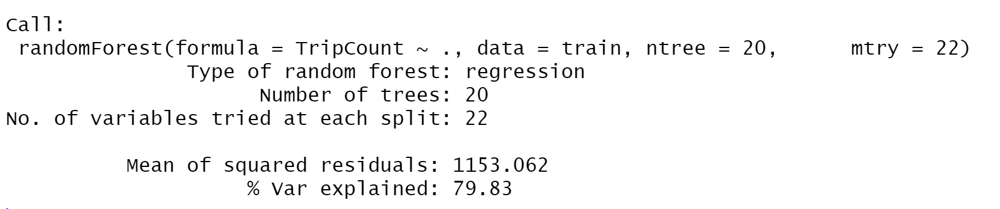 Call:
 randomForest(formula = TripCount ~ ., data = train, ntree = 20,      mtry = 22)
               Type of random forest: regression
                     Number of trees: 20
No. of variables tried at each split: 22

          Mean of squared residuals: 1153.062
                    % Var explained: 79.83